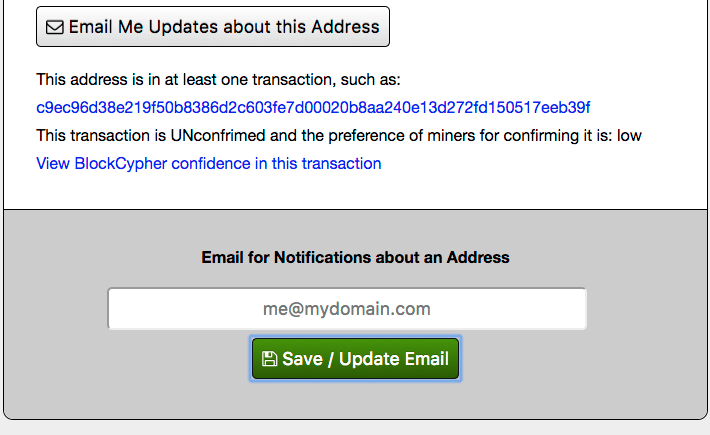 Email Me Updates about this Address
This address is in at least one transaction, such as:
c9ec96d38e219f50b8386d2c603fe7d00020b8aa240e13d272fd150517eeb39f
This transaction is UNconfrimed and the preference of miners for confirming it is: low
View BlockCypher confidence in this transaction
Email for Notifications about an Address
me@mydomain.com
Save / Update Email